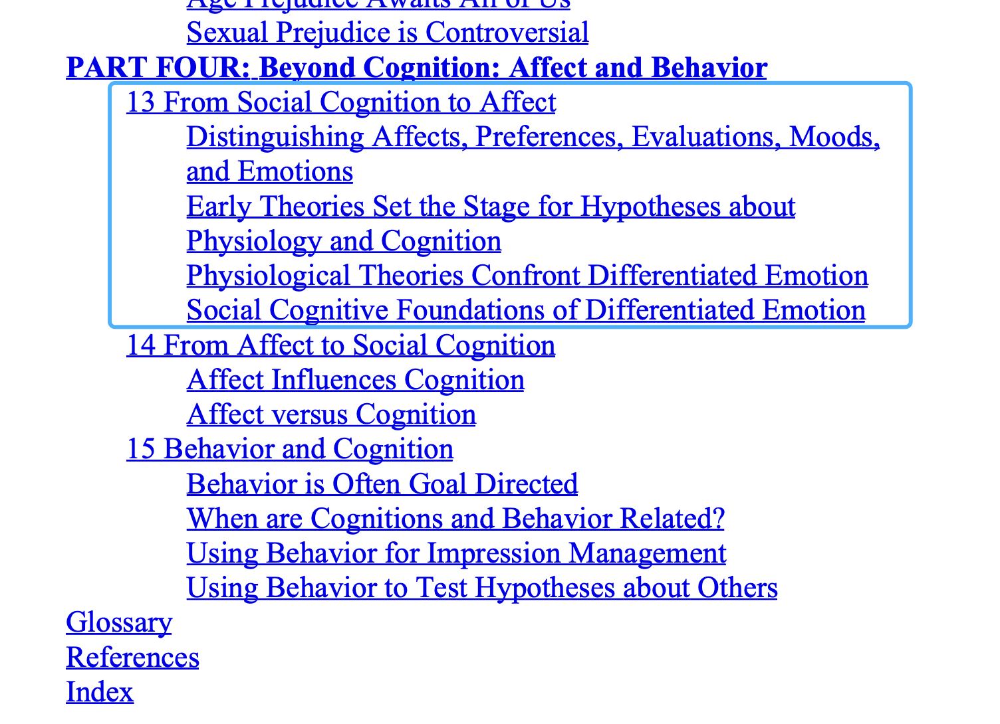 Age Prejudice Awaits All of Us
Sexual Prejudice is Controversial
PART FOUR: Beyond Cognition: Affect and Behavior
13 From Social Cognition to Affect
Distinguishing Affects, Preferences, Evaluations, Moods,
and Emotions
Early Theories Set the Stage for Hypotheses about
Physiology and Cognition
Physiological Theories Confront Differentiated Emotion
Social Cognitive Foundations of Differentiated Emotion
14 From Affect to Social Cognition
Affect Influences Cognition
Affect versus Cognition
15 Behavior and Cognition
Behavior is Often Goal Directed
When are Cognitions and Behavior Related?
Using Behavior for Impression Management
Using Behavior to Test Hypotheses about Others
Glossary
References
Index